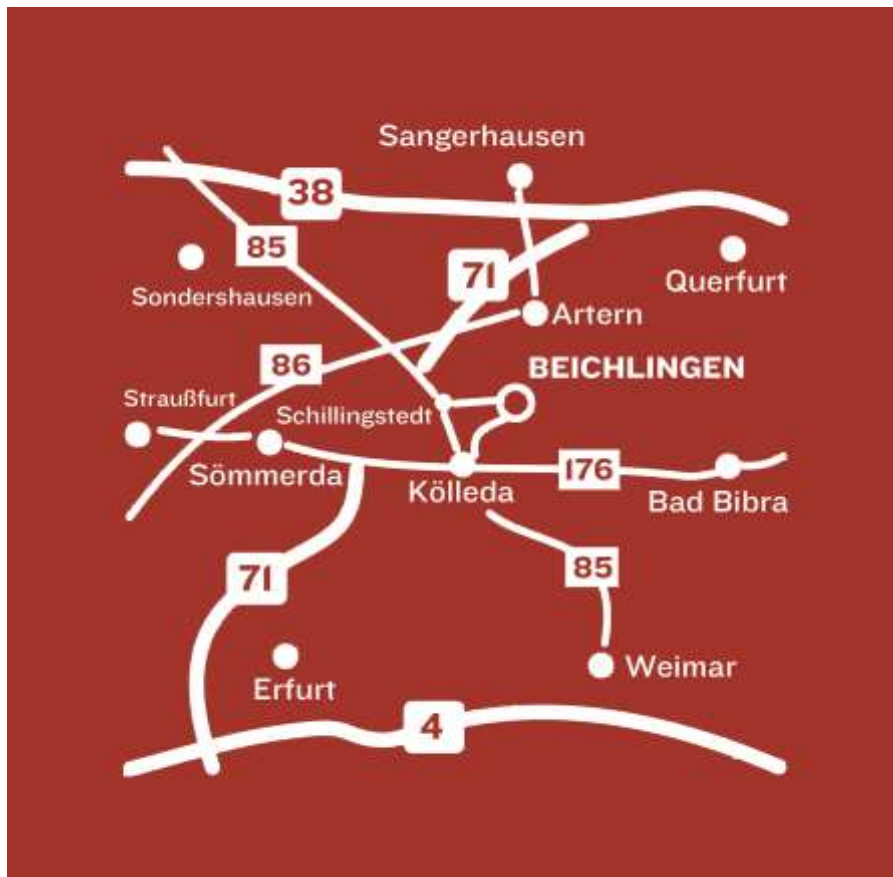 Sangerhausen
38
85
71
Querfurt
Sondershausen
Artern
86
BEICHLINGEN
Straußfurt
Schillingstedt
Sömmerda
Kölleda
176
Bad Bibra
71
85
Erfurt
Weimar
4